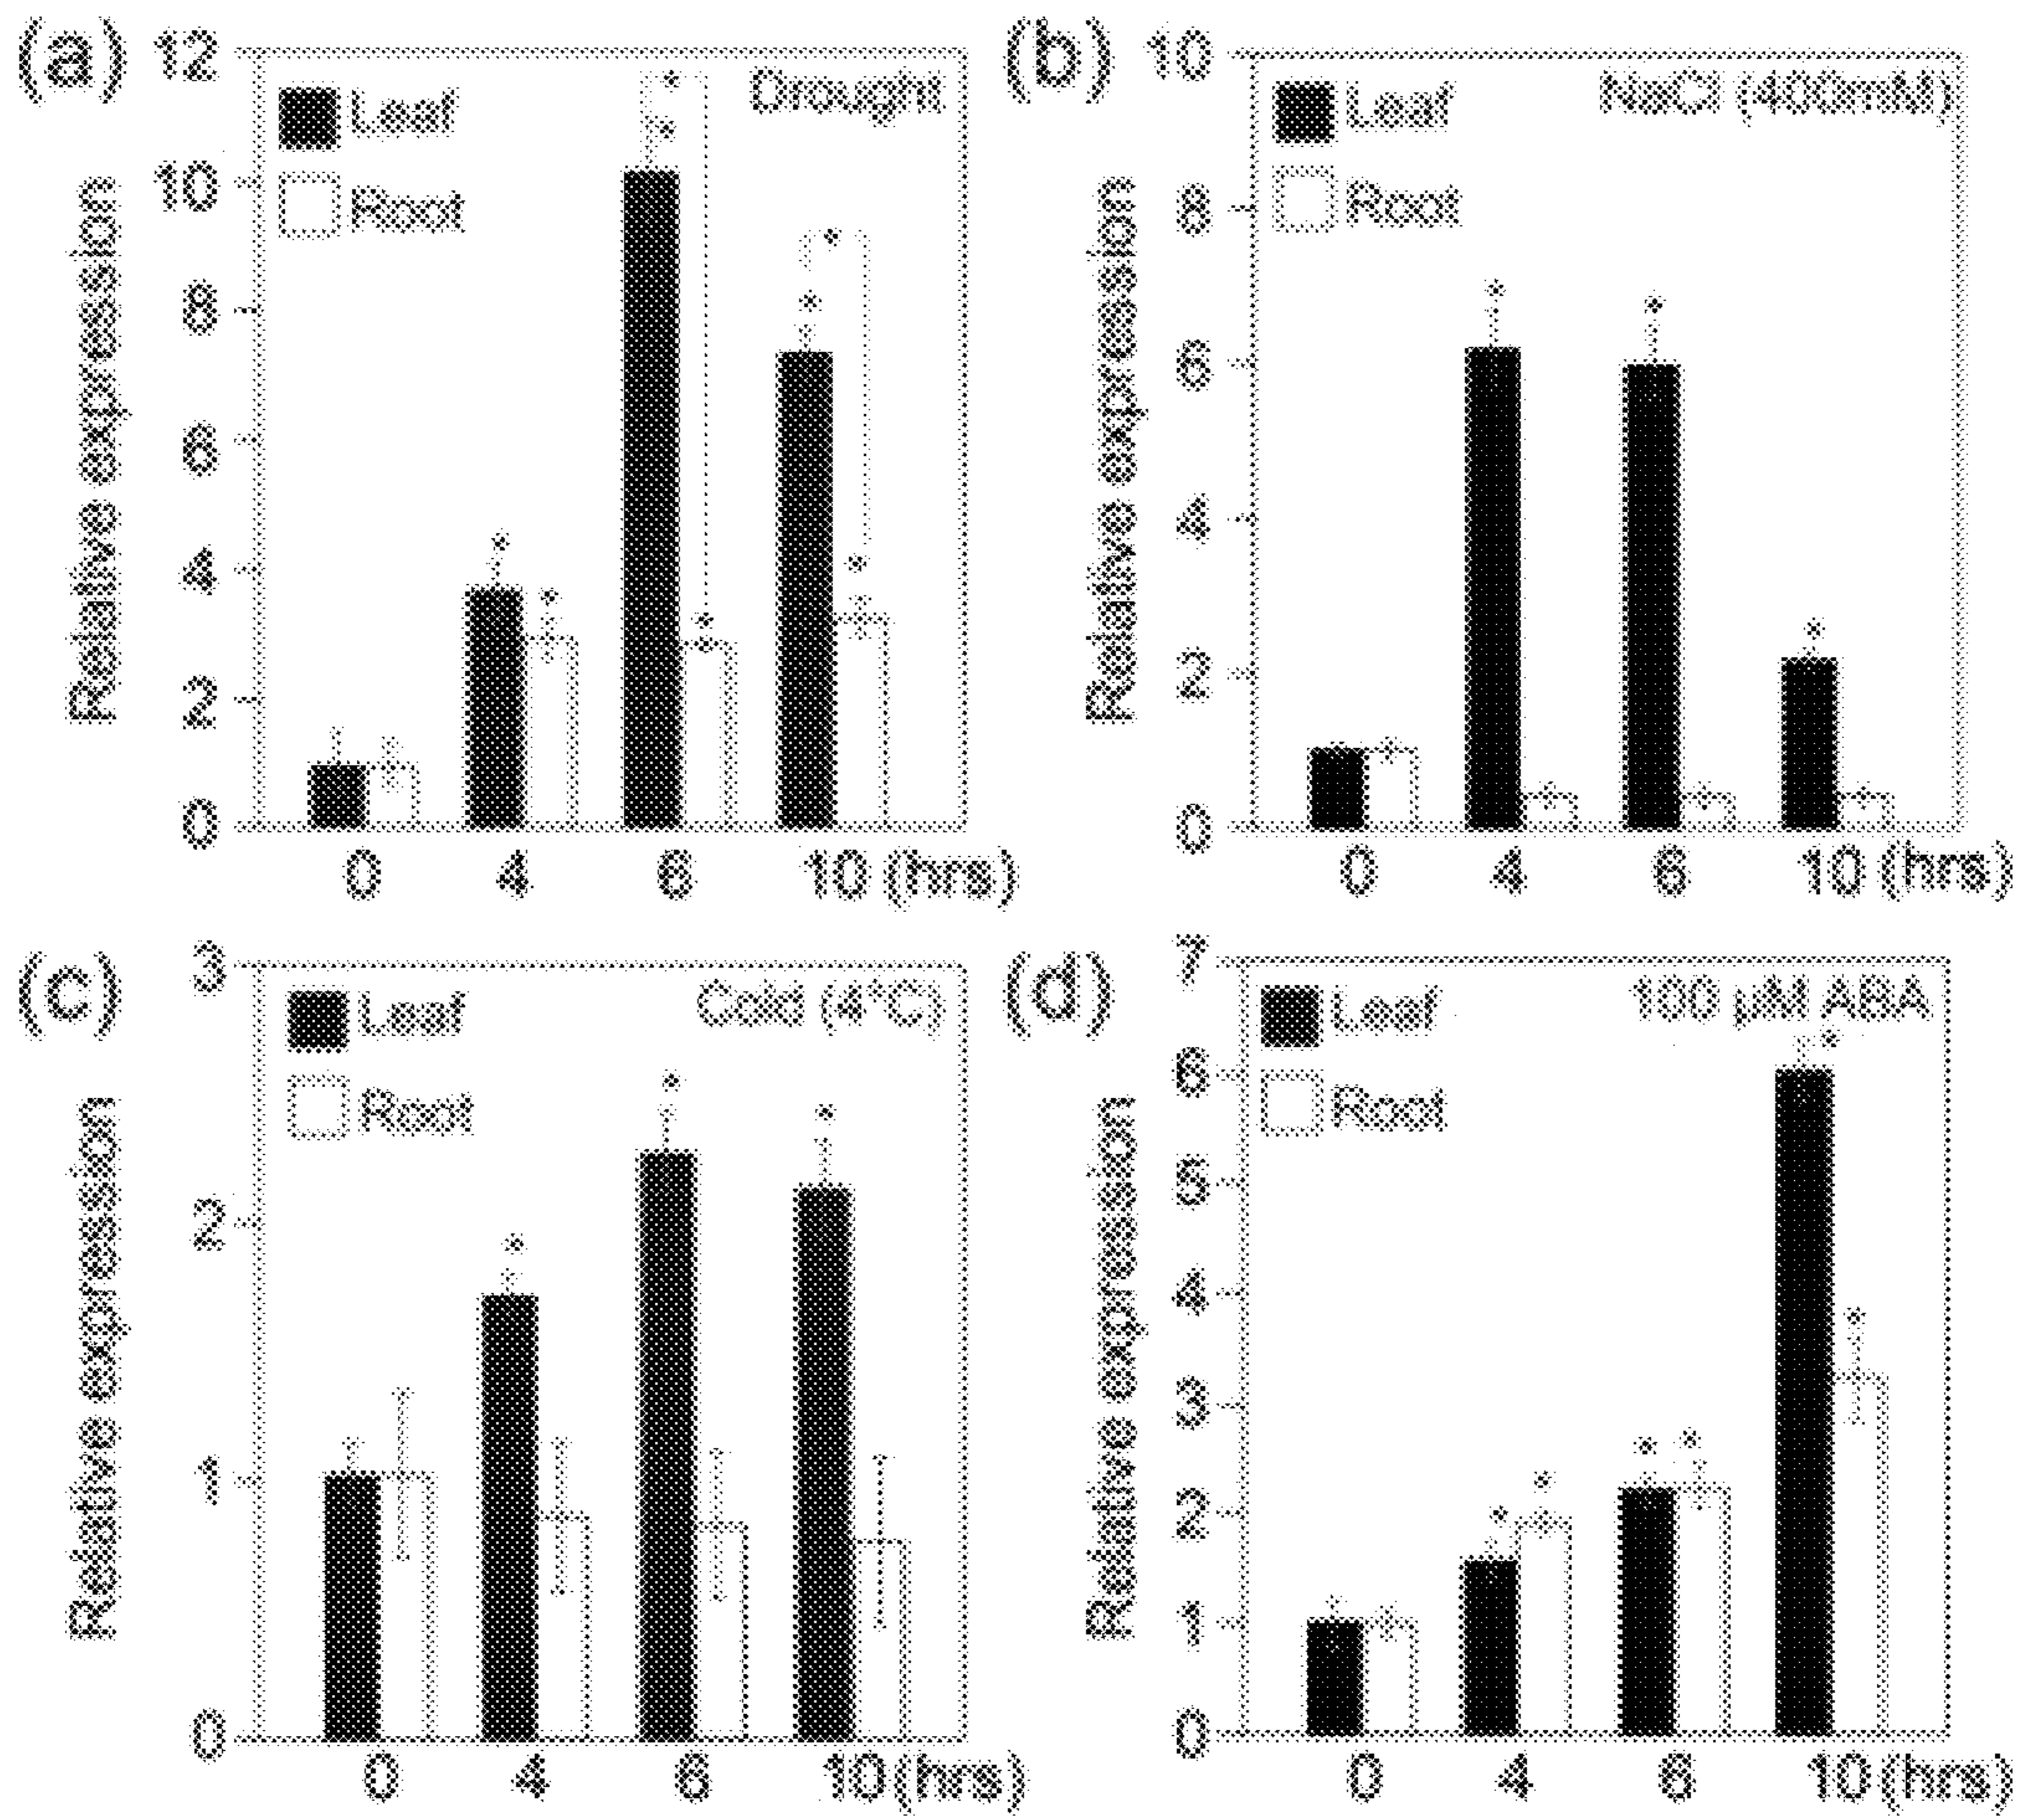 (a)
Relative expression
12
10
8
6
4
2
0
Leaf
Root
Drought
*
*
*
*
*
*
*
*
0 4 6 10 (hrs)
(b)
Relative expression
10
8
6
4
2
0
Leaf
Root
NaCl (400mM)
*
*
*
0 4 6 10 (hrs)
(c)
Relative expression
3
2
1
0
Leaf
Root
Cold (4°C)
*
*
*
0 4 6 10 (hrs)
(d)
Relative expression
7
6
5
4
3
2
1
0
Leaf
Root
100 µM ABA
*
*
*
*
*
*
0 4 6 10 (hrs)